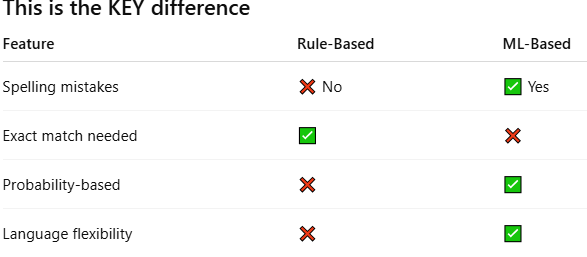 This is the KEY difference
Feature Rule-Based ML-Based
Spelling mistakes ❌ No ✅ Yes
Exact match needed ✅ ❌
Probability-based ❌ ✅
Language flexibility ❌ ✅